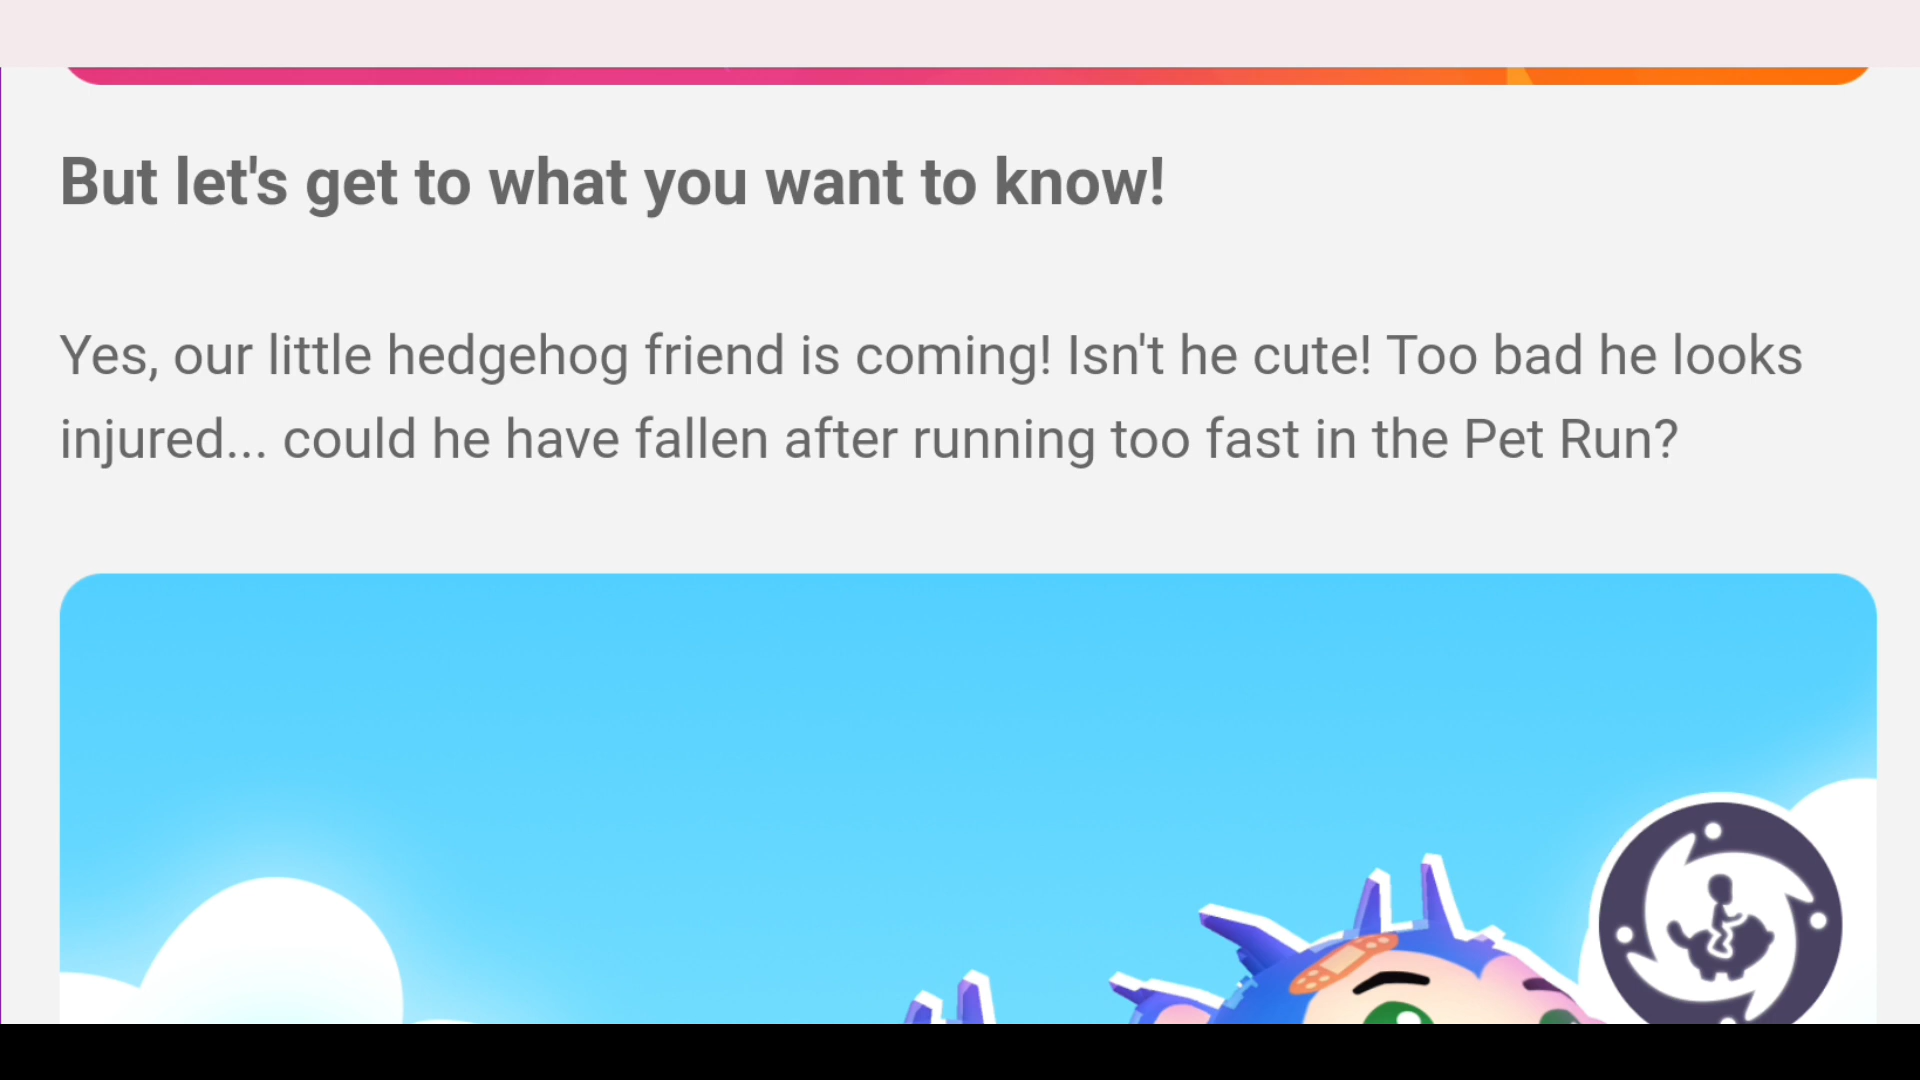 But let's get to what you want to know!
Yes, our little hedgehog friend is coming! Isn't he cute! Too bad he looks
injured... could he have fallen after running too fast in the Pet Run?